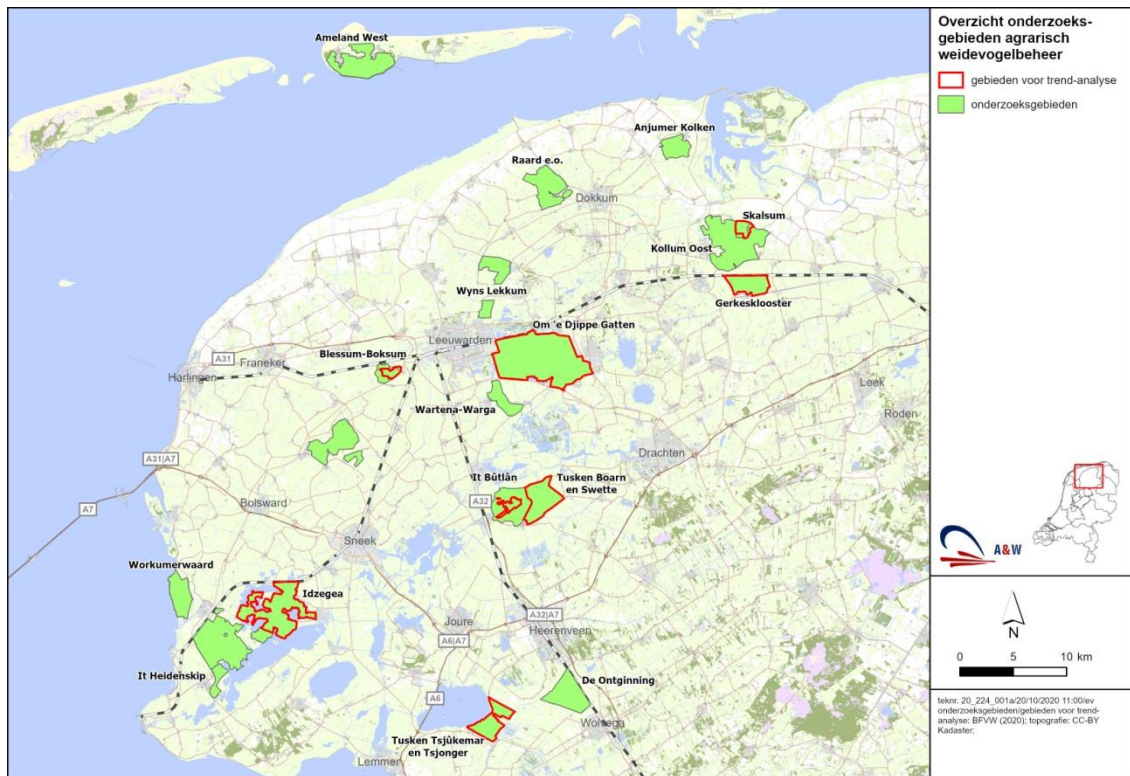 Overzicht onderzoeks-
gebieden agrarisch
weidevogelbeheer
gebieden voor trend-analyse
onderzoeksgebieden
Ameland West
Anjumer Kolken
Raard e.o.
Dokkum
Skalsum
Kollum Oost
Wyns Lekkum
Gerkesklooster
Om 'e Djippe Gatten
Leeuwarden
Blessum-Boksum
A31
Franeker
Harlingen
Leek
Wartena-Warga
Roden
Drachten
A31|A7
It Bûtlân
Tusken Boarn
en Swette
A32
A7
Bolsward
Sneek
Workumerwaard
Idzegea
Joure
A32|A7
Heerenveen
A6|A7
It Heidenskip
De Ontginning
A6
Wolvega
Tusken Tsjûkemar
en Tsjonger
Lemmer
A&W
N
0 5 10 km
teknr. 20_224_001a/20/10/2020 11:00/ev
onderzoeksgebieden/gebieden voor trend-
analyse: BFVW (2020); topografie: CC-BY
Kadaster;